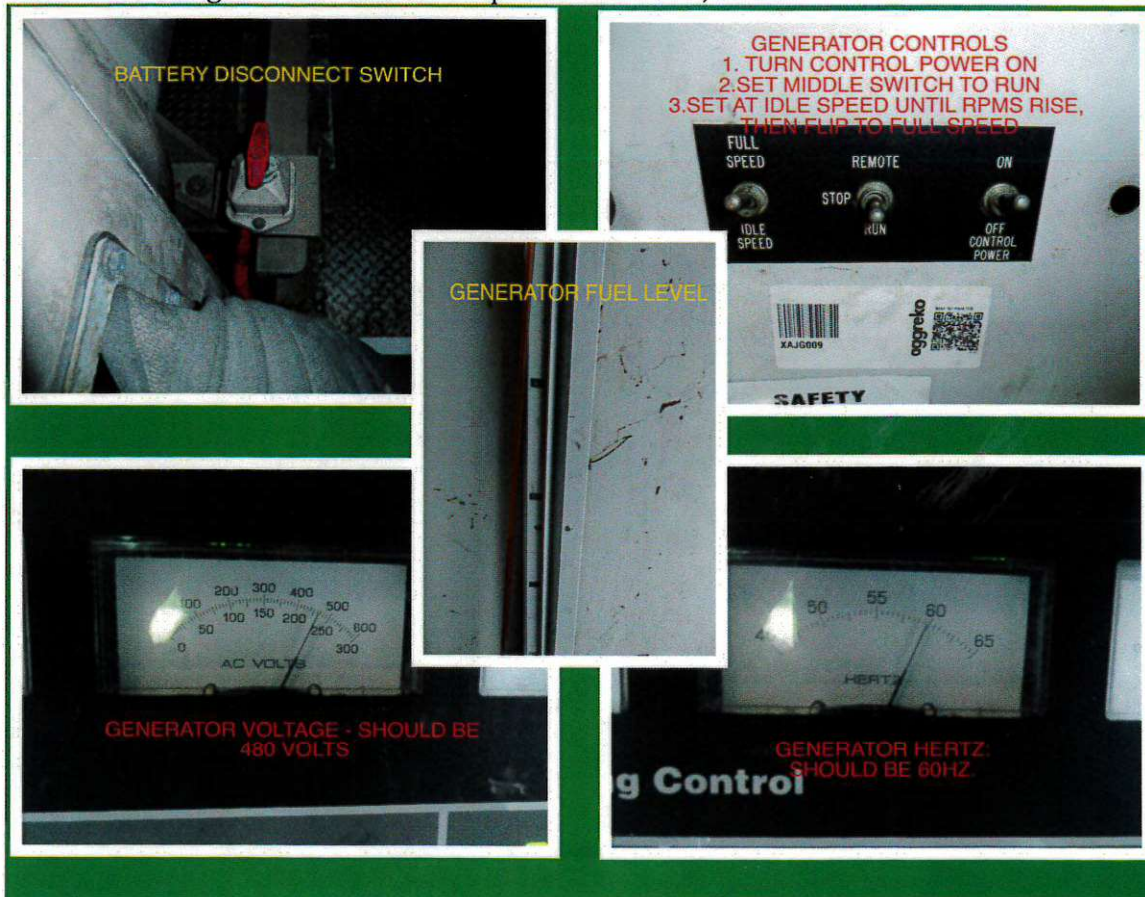 BATTERY DISCONNECT SWITCH
GENERATOR CONTROLS
1. TURN CONTROL POWER ON
2.SET MIDDLE SWITCH TO RUN
3.SET AT IDLE SPEED UNTIL RPMS RISE,
THEN FLIP TO FULL SPEED
FULL
SPEED
REMOTE
ON
STOP
IDLE
SPEED
RUN
OFF
CONTROL
POWER
XAJG009
aggreko
SAFETY
GENERATOR FUEL LEVEL
200 300 400 500 600
0 50 100 150 200 250 300
AC VOLTS
GENERATOR VOLTAGE - SHOULD BE
480 VOLTS
50 55 60 65
HERTZ
GENERATOR HERTZ:
SHOULD BE 60HZ.
g Control